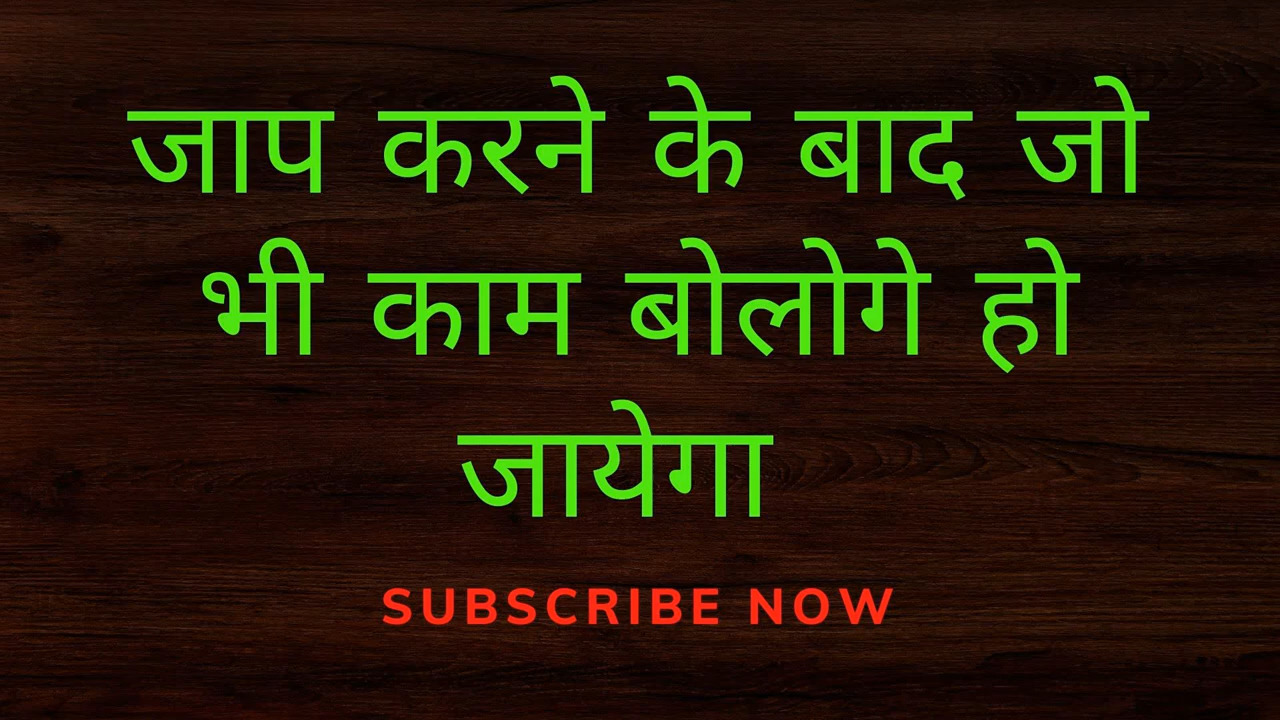 जाप करने के बाद जो
भी काम बोलोगे हो
जायेगा
SUBSCRIBE NOW